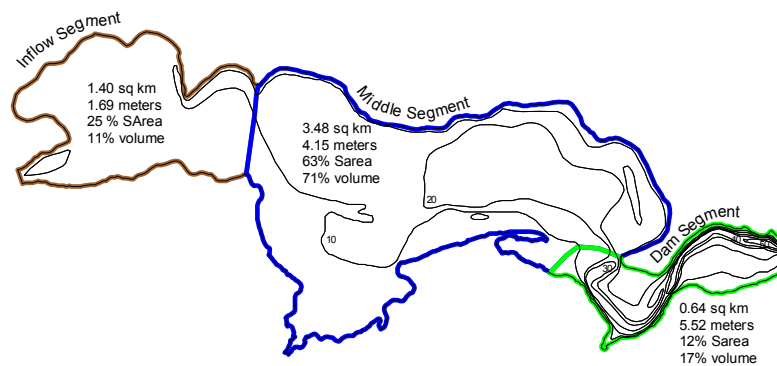 Inflow Segment
1.40 sq km
1.69 meters
25 % SArea
11% volume
Middle Segment
3.48 sq km
4.15 meters
63% Sarea
71% volume
20
10
Dam Segment
30
0.64 sq km
5.52 meters
12% Sarea
17% volume